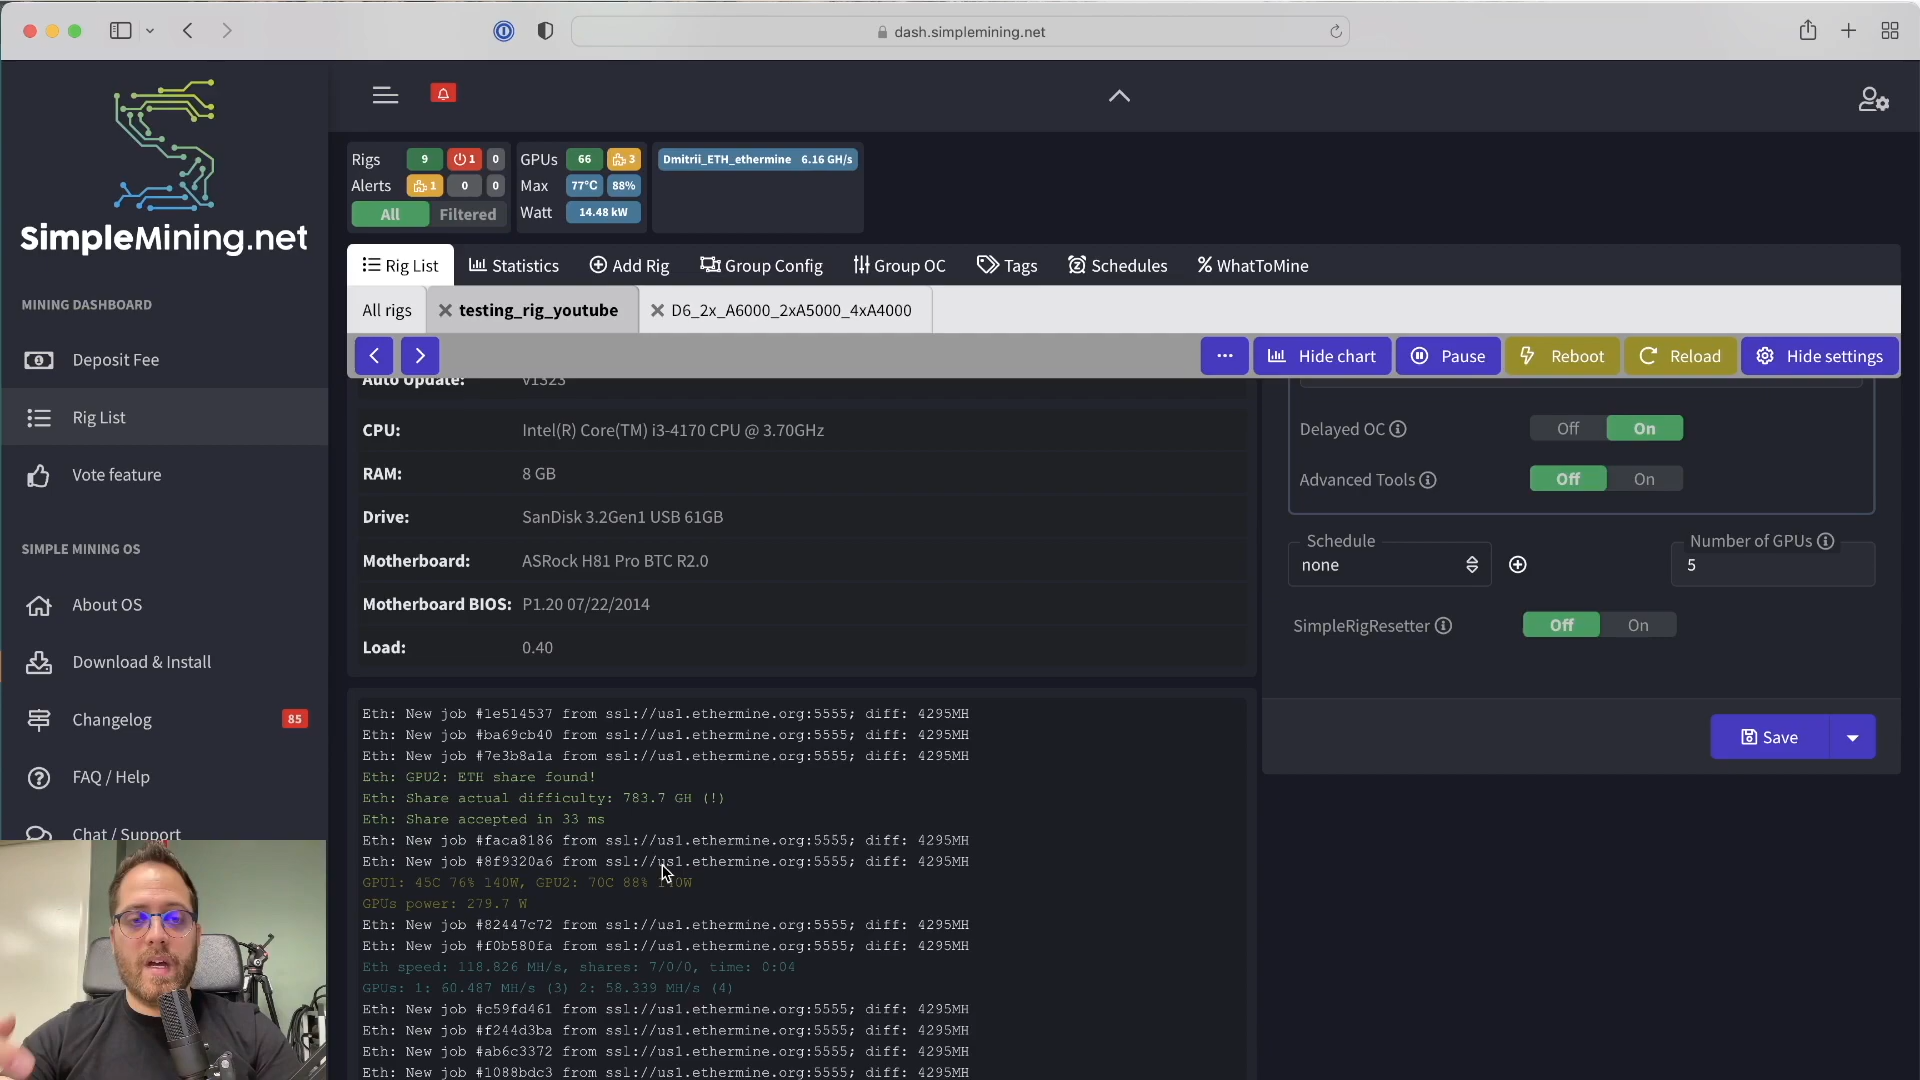 dash.simplemining.net
SimpleMining.net
MINING DASHBOARD
Deposit Fee
Rig List
Vote feature
SIMPLE MINING OS
About OS
Download & Install
Changelog 85
FAQ / Help
Chat / Support
Rigs 9 1 0
Alerts 1 0 0
All Filtered
GPUs 66 3
Max 77°C 88%
Watt 14.48 kW
Dmitrii_ETH_ethermine 6.16 GH/s
Rig List Statistics Add Rig Group Config Group OC Tags Schedules WhatToMine
All rigs testing_rig_youtube D6_2x_A6000_2xA5000_4xA4000
... Hide chart Pause Reboot Reload Hide settings
Auto Update: v1323
CPU: Intel(R) Core(TM) i3-4170 CPU @ 3.70GHz
RAM: 8 GB
Drive: SanDisk 3.2Gen1 USB 61GB
Motherboard: ASRock H81 Pro BTC R2.0
Motherboard BIOS: P1.20 07/22/2014
Load: 0.40
Delayed OC Off On
Advanced Tools Off On
Schedule Number of GPUs
none 5
SimpleRigResetter Off On
Save
Eth: New job #1e514537 from ssl://us1.ethermine.org:5555; diff: 4295MH
Eth: New job #ba69cb40 from ssl://us1.ethermine.org:5555; diff: 4295MH
Eth: New job #7e3b8a1a from ssl://us1.ethermine.org:5555; diff: 4295MH
Eth: GPU2: ETH share found!
Eth: Share actual difficulty: 783.7 GH (!)
Eth: Share accepted in 33 ms
Eth: New job #faca8186 from ssl://us1.ethermine.org:5555; diff: 4295MH
Eth: New job #8f9320a6 from ssl://us1.ethermine.org:5555; diff: 4295MH
GPU1: 45C 76% 140W, GPU2: 70C 88% 140W
GPUs power: 279.7 W
Eth: New job #82447c72 from ssl://us1.ethermine.org:5555; diff: 4295MH
Eth: New job #f0b580fa from ssl://us1.ethermine.org:5555; diff: 4295MH
Eth speed: 118.826 MH/s, shares: 7/0/0, time: 0:04
GPUs: 1: 60.487 MH/s (3) 2: 58.339 MH/s (4)
Eth: New job #c59fd461 from ssl://us1.ethermine.org:5555; diff: 4295MH
Eth: New job #f244d3ba from ssl://us1.ethermine.org:5555; diff: 4295MH
Eth: New job #ab6c3372 from ssl://us1.ethermine.org:5555; diff: 4295MH
Eth: New job #1088bdc3 from ssl://us1.ethermine.org:5555; diff: 4295MH